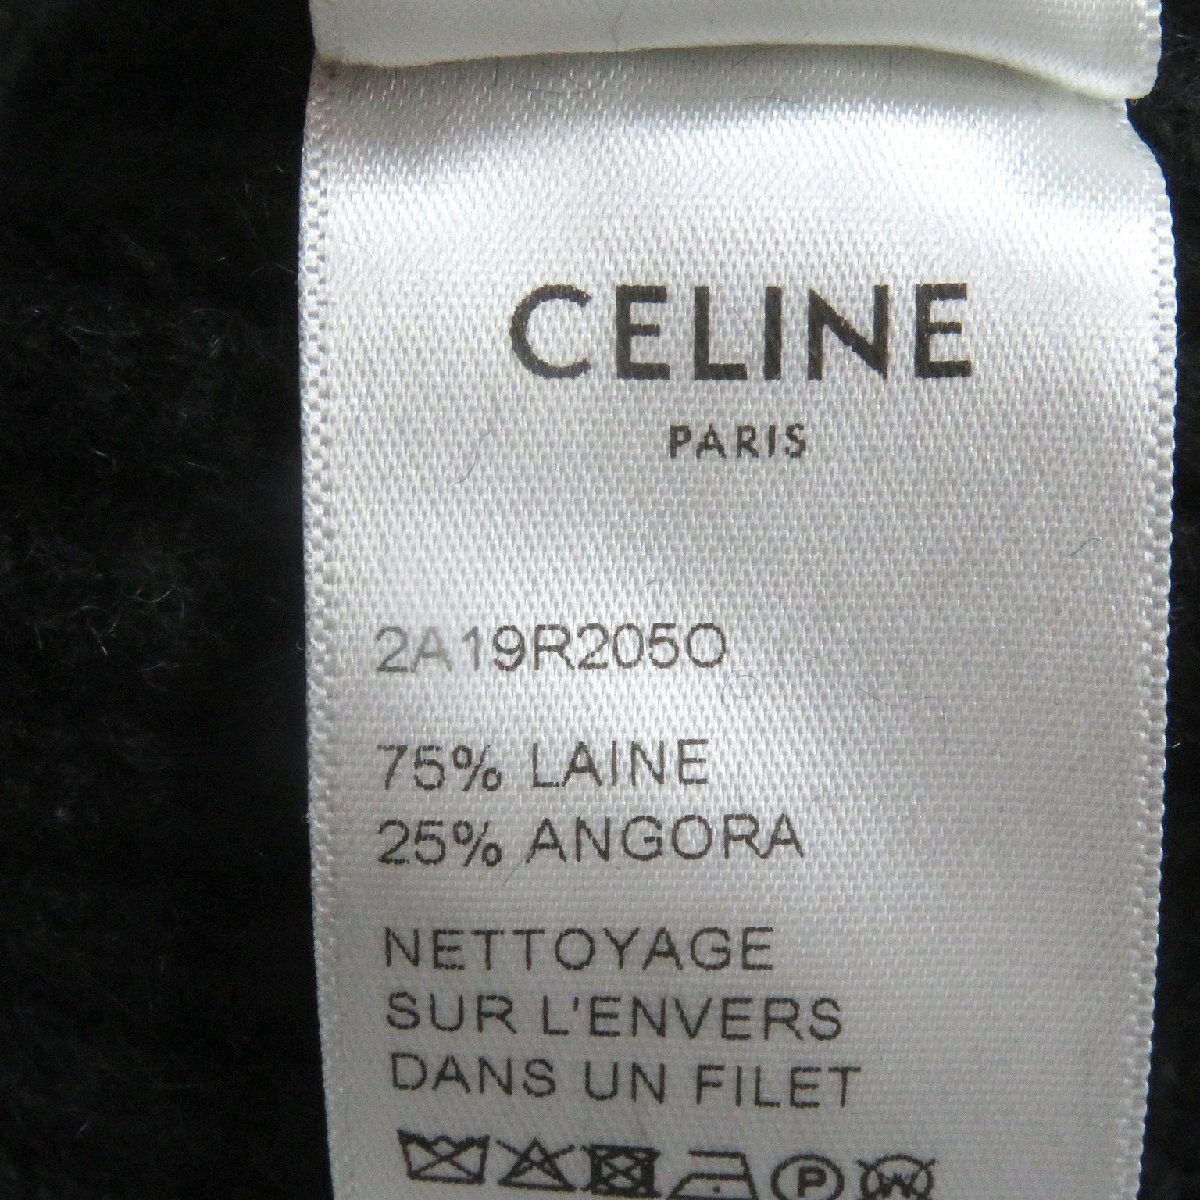 CELINE
PARIS
2A19R205O
75% LAINE
25% ANGORA
NETTOYAGE
SUR L'ENVERS
DANS UN FILET
P W